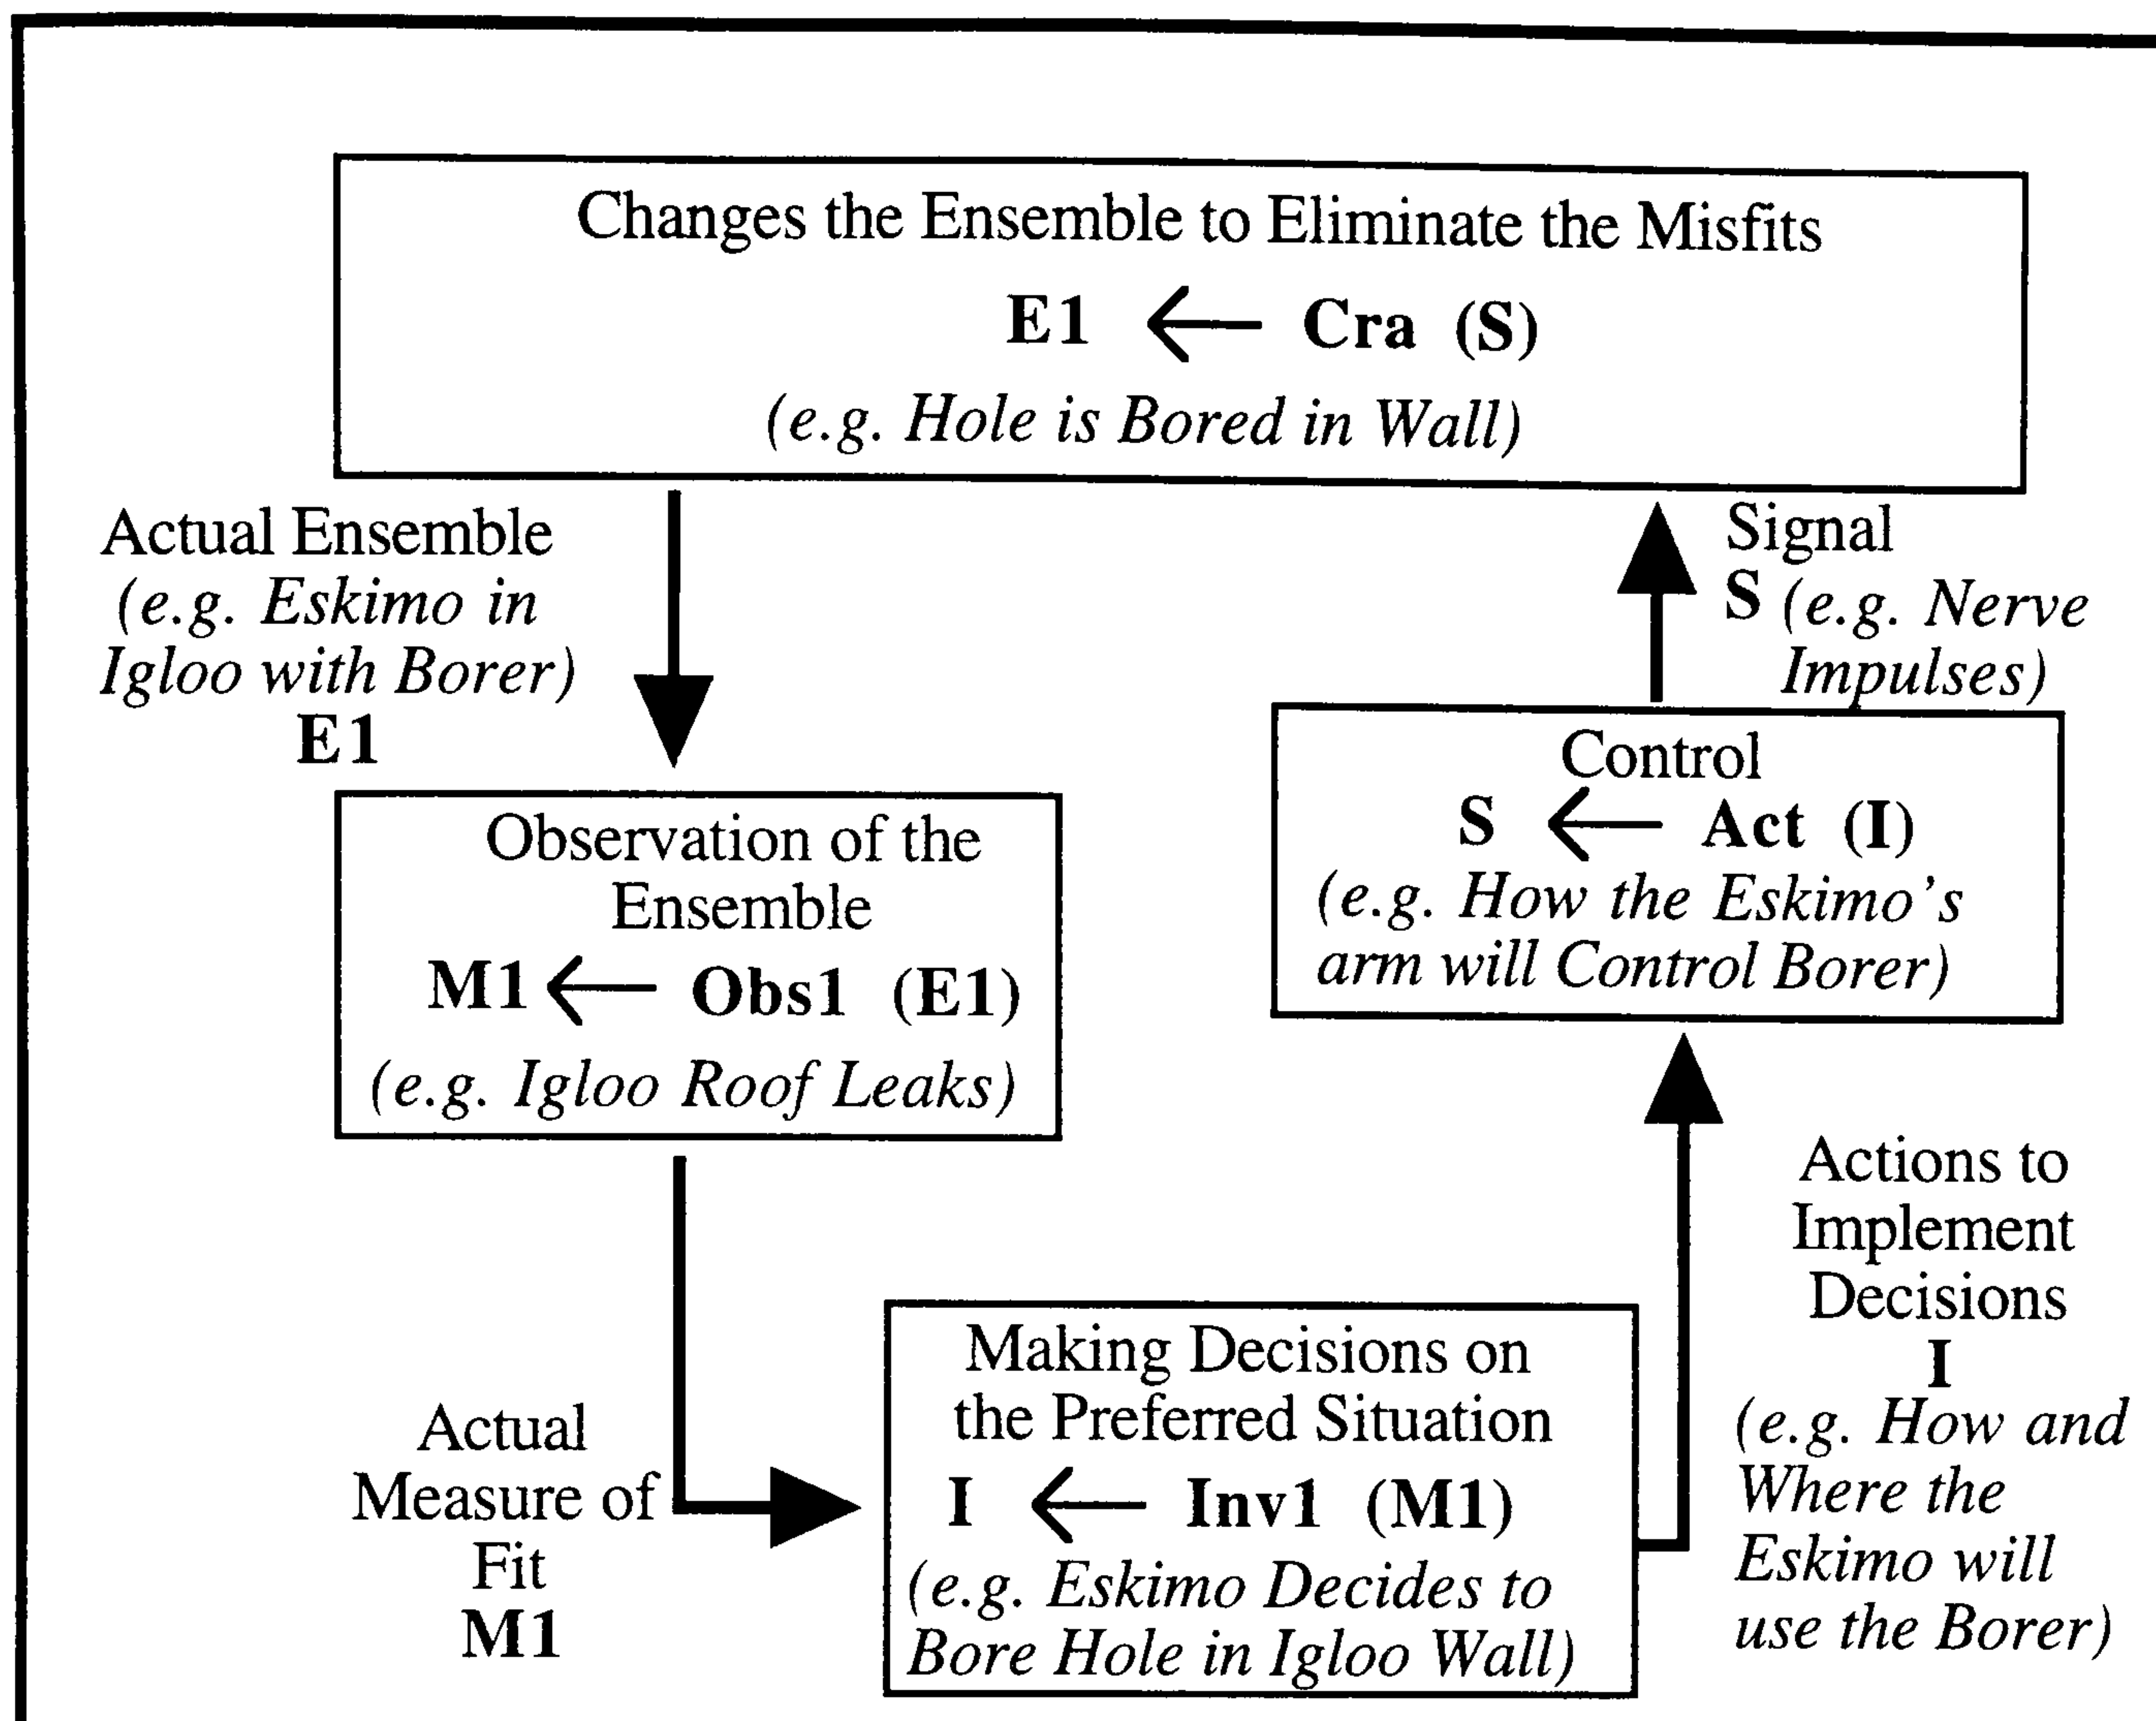 Changes the Ensemble to Eliminate the Misfits
E1 ← Cra (S)
(e.g. Hole is Bored in Wall)
Actual Ensemble
(e.g. Eskimo in
Igloo with Borer)
E1
Signal
S (e.g. Nerve
Impulses)
Observation of the
Ensemble
M1 ← Obs1 (E1)
(e.g. Igloo Roof Leaks)
Control
S ← Act (I)
(e.g. How the Eskimo's
arm will Control Borer)
Actual
Measure of
Fit
M1
Making Decisions on
the Preferred Situation
I ← Inv1 (M1)
(e.g. Eskimo Decides to
Bore Hole in Igloo Wall)
Actions to
Implement
Decisions
I
(e.g. How and
Where the
Eskimo will
use the Borer)